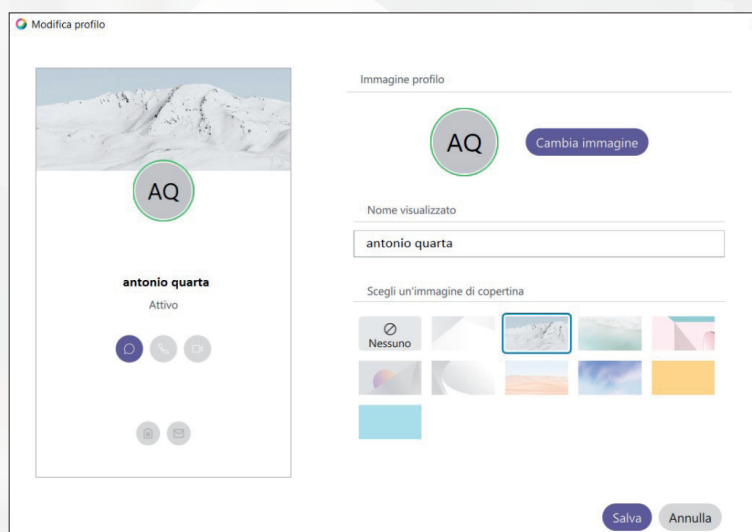 Modifica profilo
AQ
antonio quarta
Attivo
Immagine profilo
AQ
Cambia immagine
Nome visualizzato
antonio quarta
Scegli un'immagine di copertina
Nessuno
Salva
Annulla